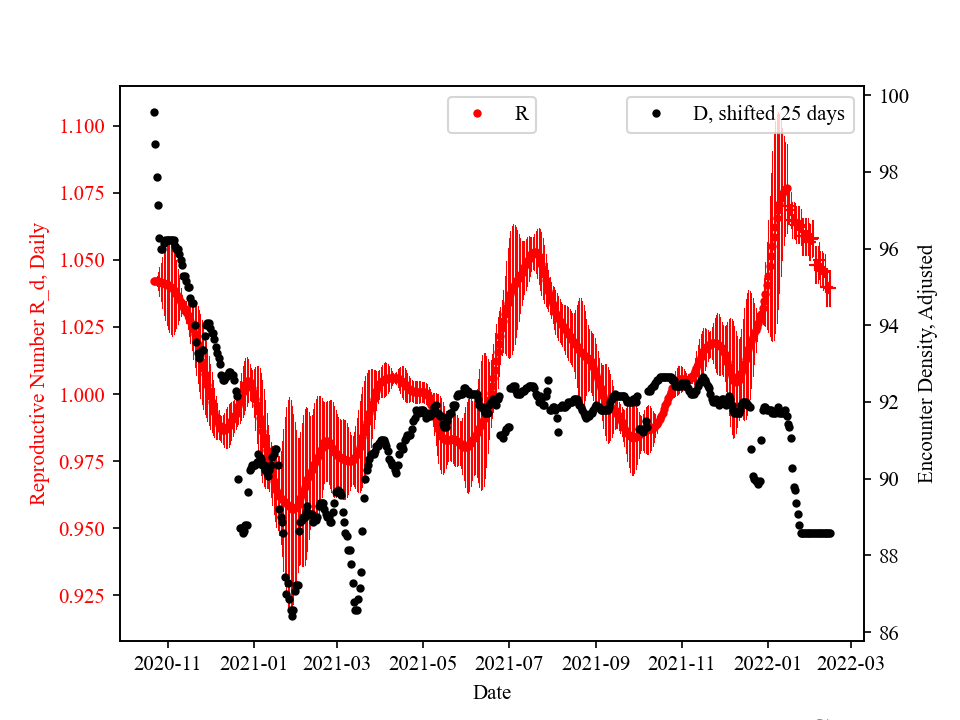 R
D, shifted 25 days
Reproductive Number R_d, Daily
1.100
1.075
1.050
1.025
1.000
0.975
0.950
0.925
100
98
96
94
92
90
88
86
Encounter Density, Adjusted
2020-11 2021-01 2021-03 2021-05 2021-07 2021-09 2021-11 2022-01 2022-03
Date